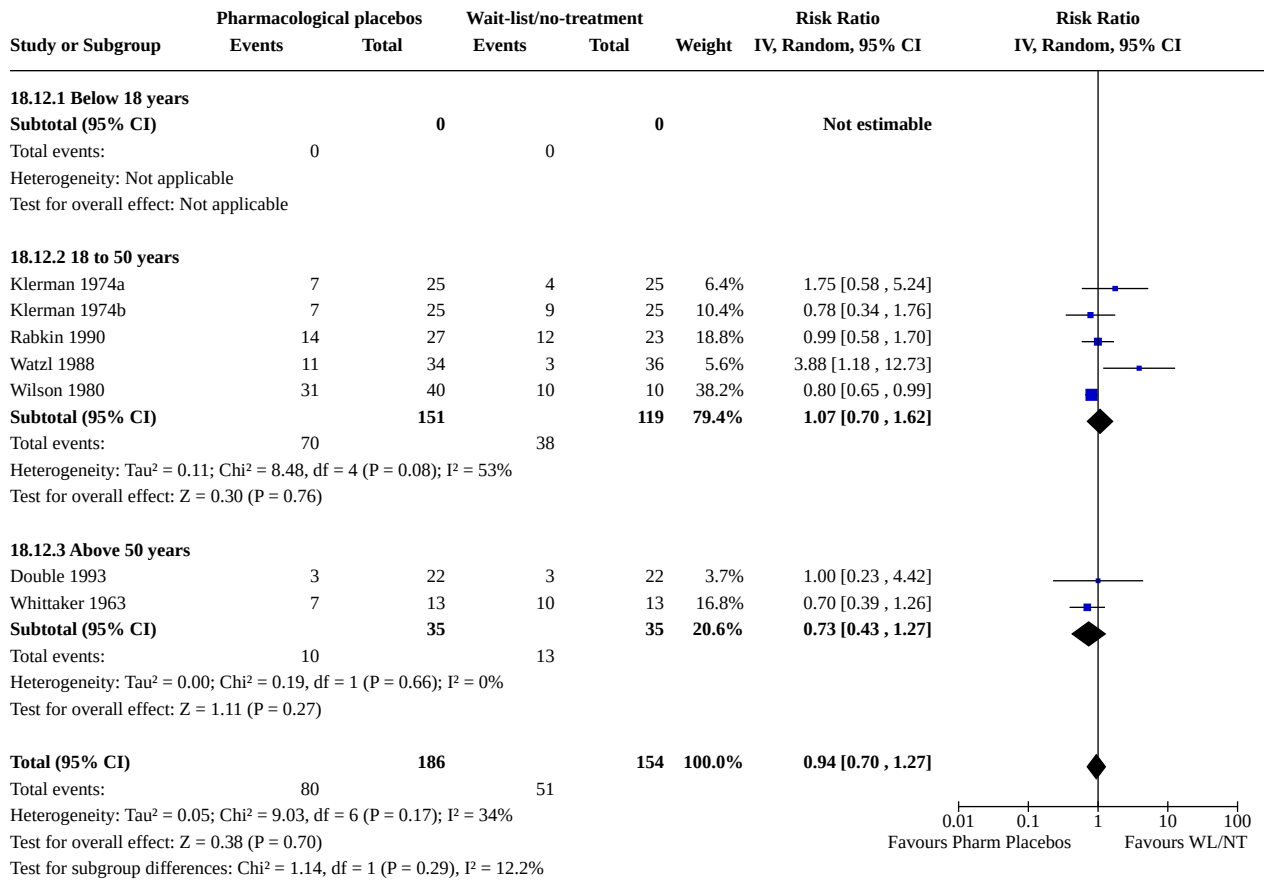 Pharmacological placebos Wait-list/no-treatment Risk Ratio Risk Ratio
Study or Subgroup Events Total Events Total Weight IV, Random, 95% CI IV, Random, 95% CI
18.12.1 Below 18 years
Subtotal (95% CI) 0 0 Not estimable
Total events: 0 0
Heterogeneity: Not applicable
Test for overall effect: Not applicable
18.12.2 18 to 50 years
Klerman 1974a 7 25 4 25 6.4% 1.75 [0.58 , 5.24]
Klerman 1974b 7 25 9 25 10.4% 0.78 [0.34 , 1.76]
Rabkin 1990 14 27 12 23 18.8% 0.99 [0.58 , 1.70]
Watzl 1988 11 34 3 36 5.6% 3.88 [1.18 , 12.73]
Wilson 1980 31 40 10 10 38.2% 0.80 [0.65 , 0.99]
Subtotal (95% CI) 151 119 79.4% 1.07 [0.70 , 1.62]
Total events: 70 38
Heterogeneity: Tau² = 0.11; Chi² = 8.48, df = 4 (P = 0.08); I² = 53%
Test for overall effect: Z = 0.30 (P = 0.76)
18.12.3 Above 50 years
Double 1993 3 22 3 22 3.7% 1.00 [0.23 , 4.42]
Whittaker 1963 7 13 10 13 16.8% 0.70 [0.39 , 1.26]
Subtotal (95% CI) 35 35 20.6% 0.73 [0.43 , 1.27]
Total events: 10 13
Heterogeneity: Tau² = 0.00; Chi² = 0.19, df = 1 (P = 0.66); I² = 0%
Test for overall effect: Z = 1.11 (P = 0.27)
Total (95% CI) 186 154 100.0% 0.94 [0.70 , 1.27]
Total events: 80 51
Heterogeneity: Tau² = 0.05; Chi² = 9.03, df = 6 (P = 0.17); I² = 34%
0.01 0.1 1 10 100
Test for overall effect: Z = 0.38 (P = 0.70)
Favours Pharm Placebos Favours WL/NT
Test for subgroup differences: Chi² = 1.14, df = 1 (P = 0.29), I² = 12.2%